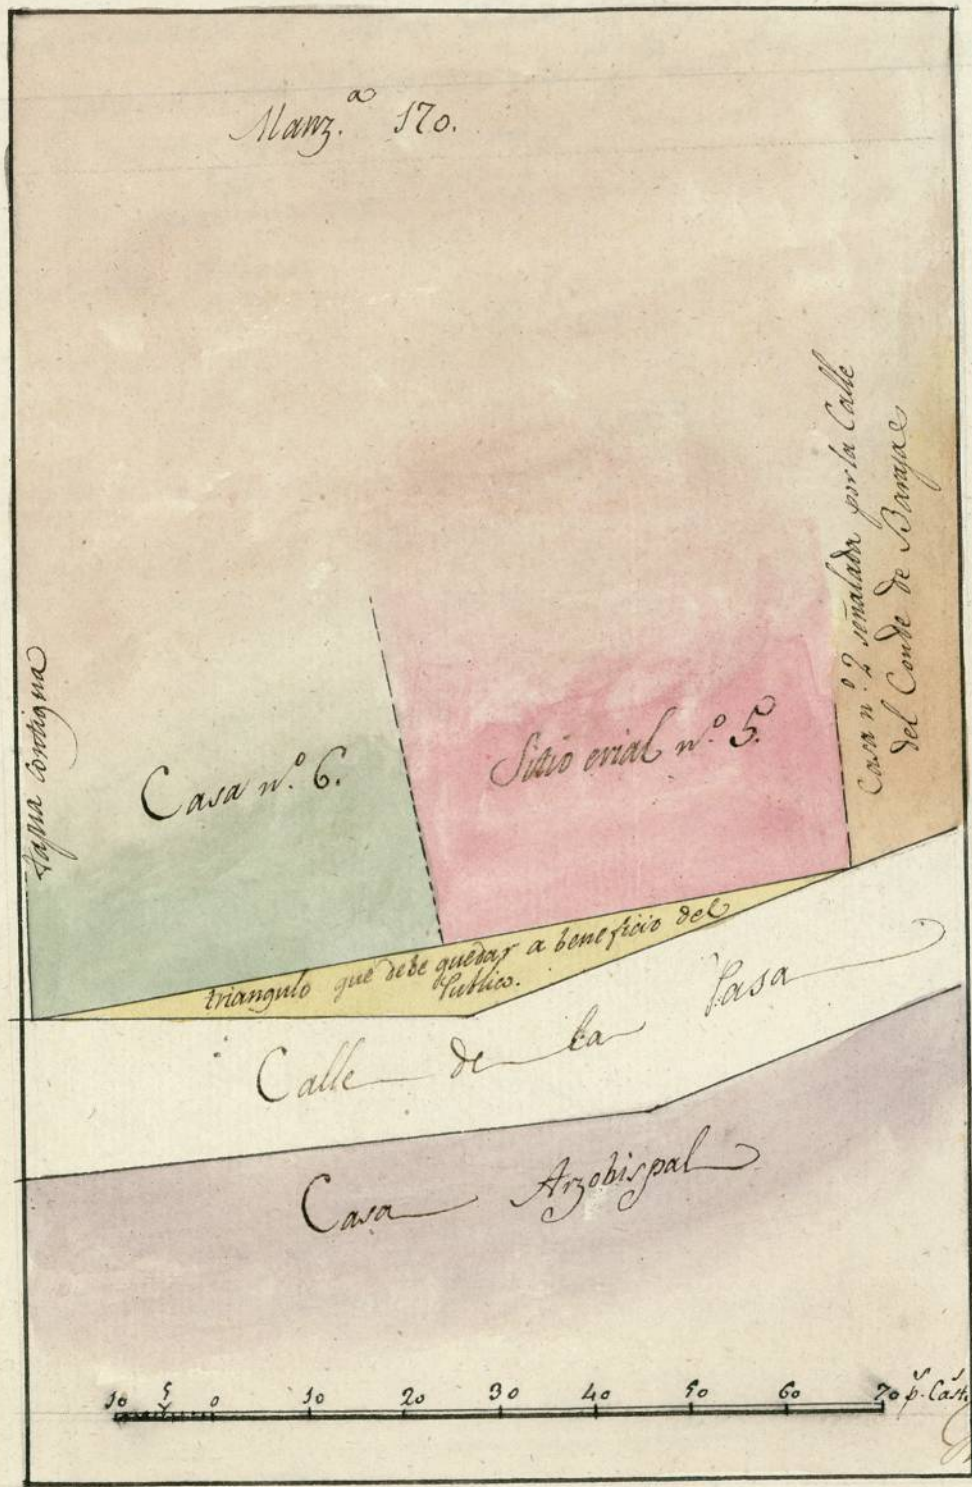 Manz.ª 170.
Casa n.º 2 señalada por la Calle
del Conde de Barajas
tapia contigua
Casa n.º 6.
Sitio erial n.º 5.
triangulo que debe quedar a beneficio del
Publico.
Calle de la Pasa
Casa Arzobispal
10 5 0 10 20 30 40 50 60 70 p.s Cast.s